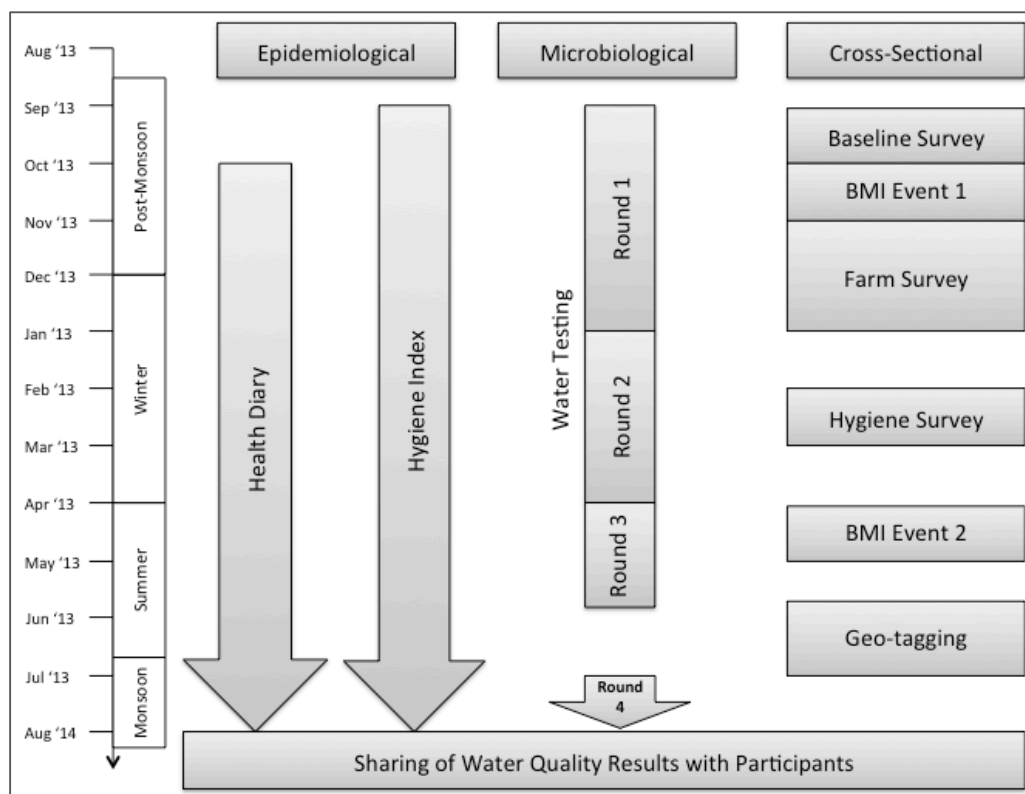 Epidemiological
Microbiological
Cross-Sectional
Aug ‘13
Sep ‘13
Oct ‘13
Nov ‘13
Dec ‘13
Jan ‘13
Feb ‘13
Mar ‘13
Apr ‘13
May ‘13
Jun ‘13
Jul ‘13
Aug ‘14
Post-Monsoon
Winter
Summer
Monsoon
Health Diary
Hygiene Index
Water Testing
Round 1
Round 2
Round 3
Round
4
Baseline Survey
BMI Event 1
Farm Survey
Hygiene Survey
BMI Event 2
Geo-tagging
Sharing of Water Quality Results with Participants